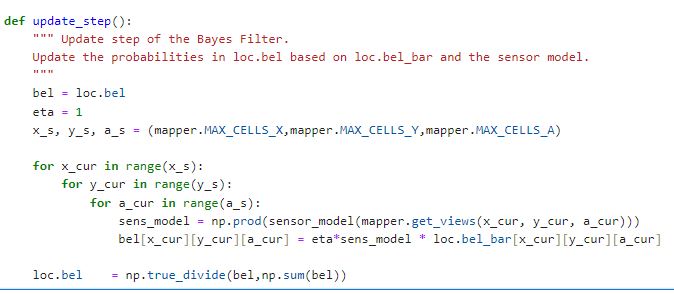 def update_step():
    """ Update step of the Bayes Filter.
    Update the probabilities in loc.bel based on loc.bel_bar and the sensor model.
    """
    bel = loc.bel
    eta = 1
    x_s, y_s, a_s = (mapper.MAX_CELLS_X,mapper.MAX_CELLS_Y,mapper.MAX_CELLS_A)
    for x_cur in range(x_s):
        for y_cur in range(y_s):
            for a_cur in range(a_s):
                sens_model = np.prod(sensor_model(mapper.get_views(x_cur, y_cur, a_cur)))
                bel[x_cur][y_cur][a_cur] = eta*sens_model * loc.bel_bar[x_cur][y_cur][a_cur]
    loc.bel    = np.true_divide(bel,np.sum(bel))